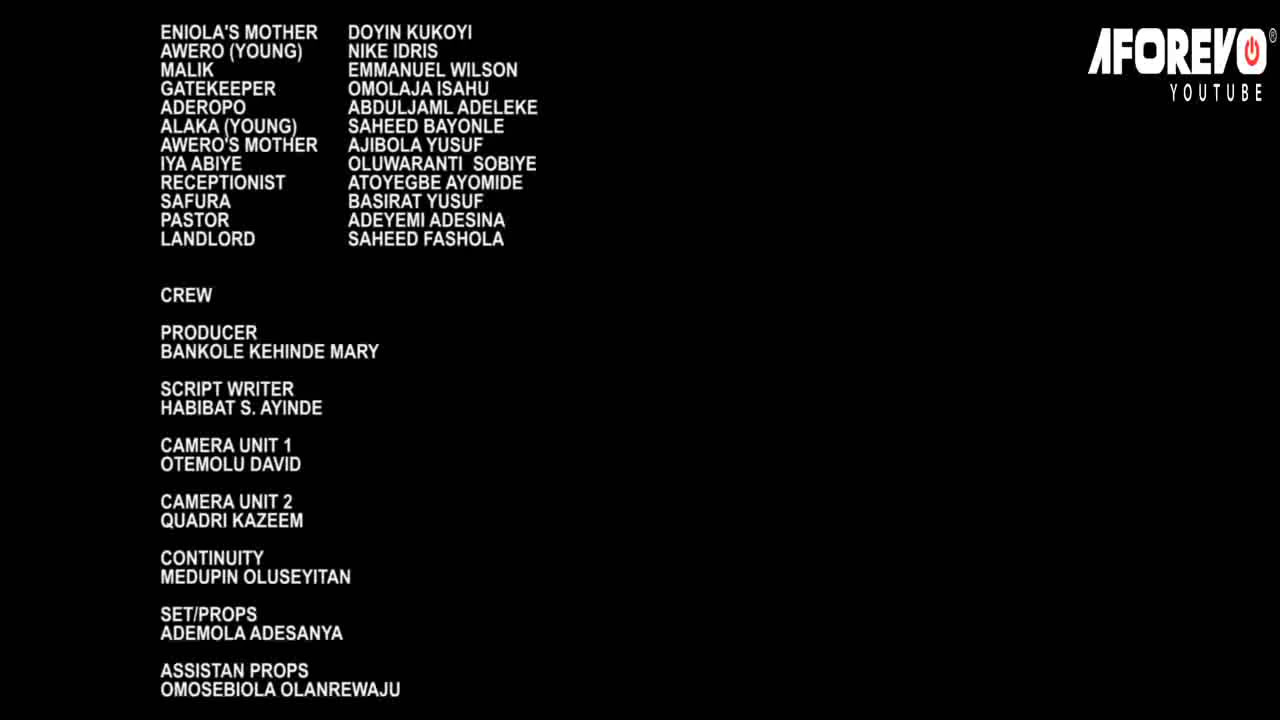 ENIOLA'S MOTHER DOYIN KUKOYI
AWERO (YOUNG) NIKE IDRIS
MALIK EMMANUEL WILSON
GATEKEEPER OMOLAJA ISAHU
ADEROPO ABDULJAML ADELEKE
ALAKA (YOUNG) SAHEED BAYONLE
AWERO'S MOTHER AJIBOLA YUSUF
IYA ABIYE OLUWARANTI SOBIYE
RECEPTIONIST ATOYEGBE AYOMIDE
SAFURA BASIRAT YUSUF
PASTOR ADEYEMI ADESINA
LANDLORD SAHEED FASHOLA
CREW
PRODUCER
BANKOLE KEHINDE MARY
SCRIPT WRITER
HABIBAT S. AYINDE
CAMERA UNIT 1
OTEMOLU DAVID
CAMERA UNIT 2
QUADRI KAZEEM
CONTINUITY
MEDUPIN OLUSEYITAN
SET/PROPS
ADEMOLA ADESANYA
ASSISTAN PROPS
OMOSEBIOLA OLANREWAJU
AFOREVO®
YOUTUBE